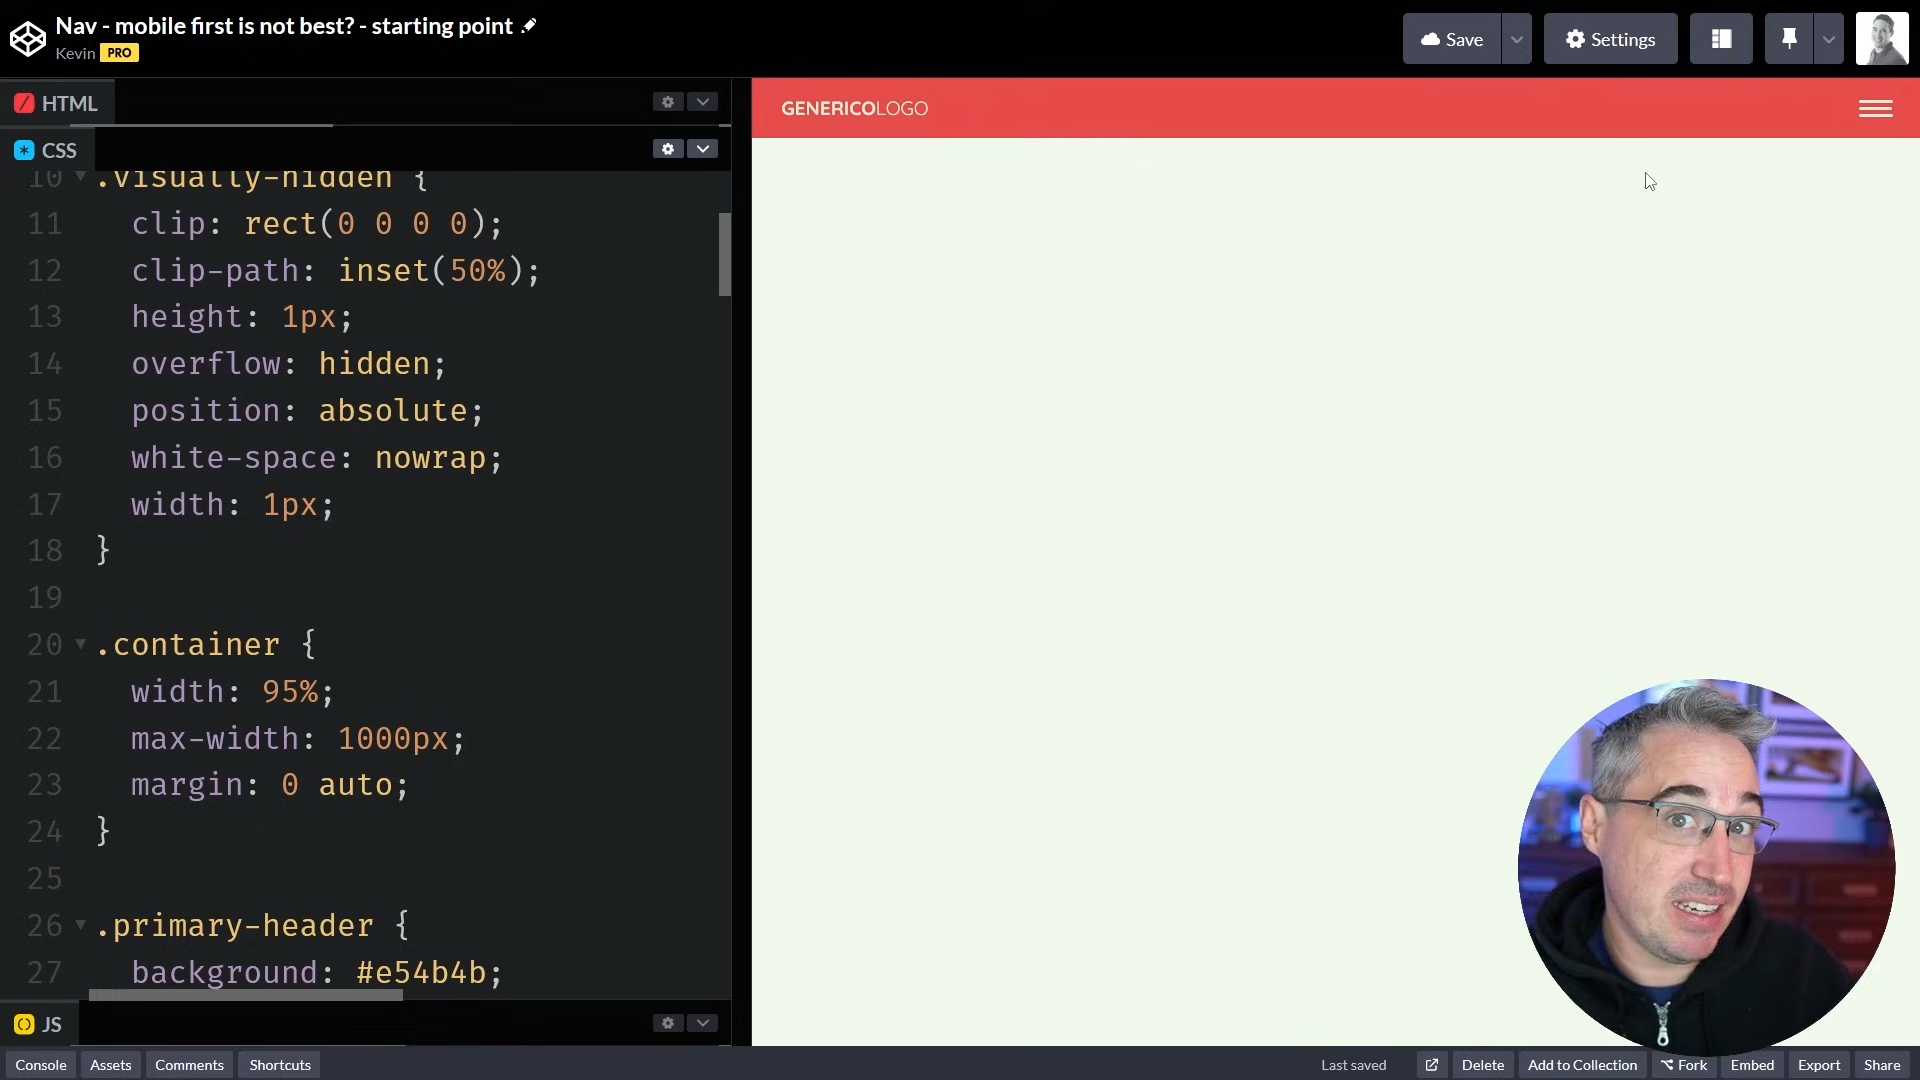 Nav - mobile first is not best? - starting point
Kevin PRO
Save
Settings
HTML
CSS
10 .visually-hidden {
11 clip: rect(0 0 0 0);
12 clip-path: inset(50%);
13 height: 1px;
14 overflow: hidden;
15 position: absolute;
16 white-space: nowrap;
17 width: 1px;
18 }
19
20 .container {
21 width: 95%;
22 max-width: 1000px;
23 margin: 0 auto;
24 }
25
26 .primary-header {
27 background: #e54b4b;
JS
GENERICOLOGO
Console
Assets
Comments
Shortcuts
Last saved
Delete
Add to Collection
Fork
Embed
Export
Share